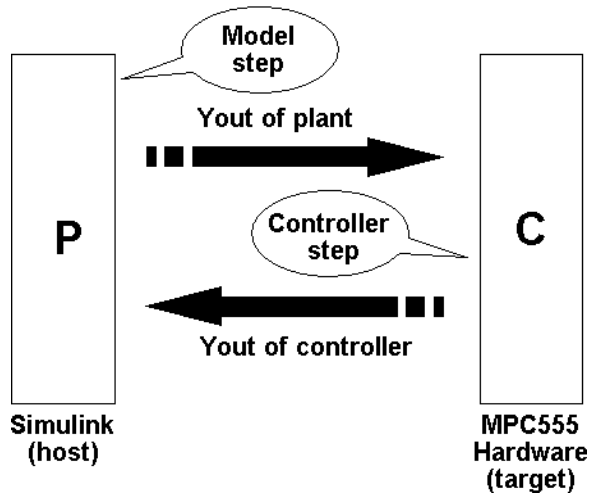 Model
step
Yout of plant
P
Controller
step
C
Yout of controller
Simulink
(host)
MPC555
Hardware
(target)